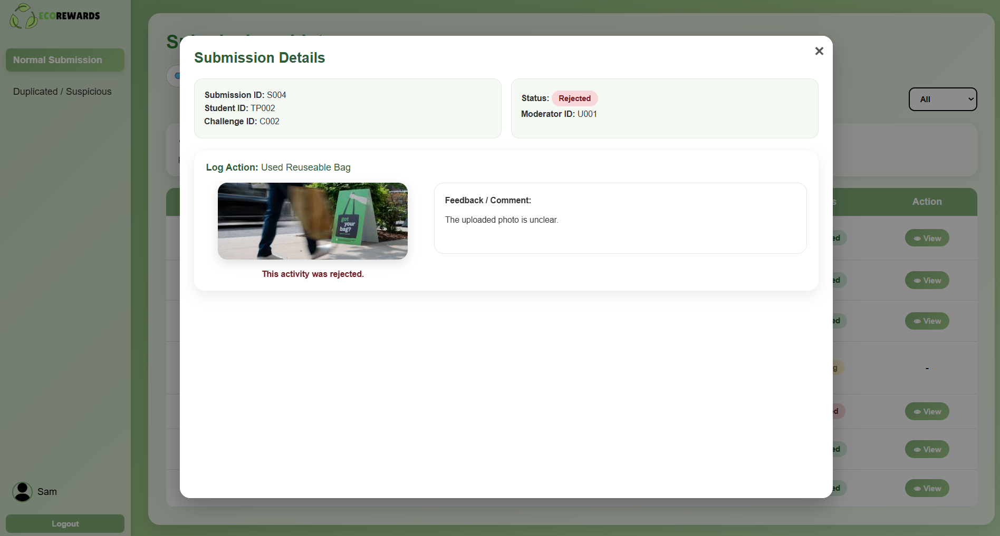 ECOREWARDS
Normal Submission
Duplicated / Suspicious
Sam
Logout
Submission Details
×
Submission ID: S004
Student ID: TP002
Challenge ID: C002
Status: Rejected
Moderator ID: U001
Log Action: Used Reuseable Bag
got
your
bag?
This activity was rejected.
Feedback / Comment:
The uploaded photo is unclear.
All
s
Action
ed
View
ed
View
ed
View
g
-
ed
View
ed
View
ed
View